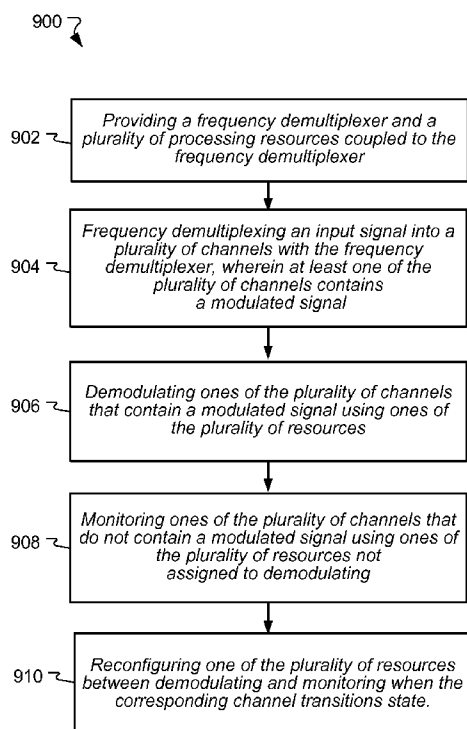 900
902
Providing a frequency demultiplexer and a
plurality of processing resources coupled to the
frequency demultiplexer
904
Frequency demultiplexing an input signal into a
plurality of channels with the frequency
demultiplexer, wherein at least one of the
plurality of channels contains
a modulated signal
906
Demodulating ones of the plurality of channels
that contain a modulated signal using ones of
the plurality of resources
908
Monitoring ones of the plurality of channels that
do not contain a modulated signal using ones of
the plurality of resources not
assigned to demodulating
910
Reconfiguring one of the plurality of resources
between demodulating and monitoring when the
corresponding channel transitions state.